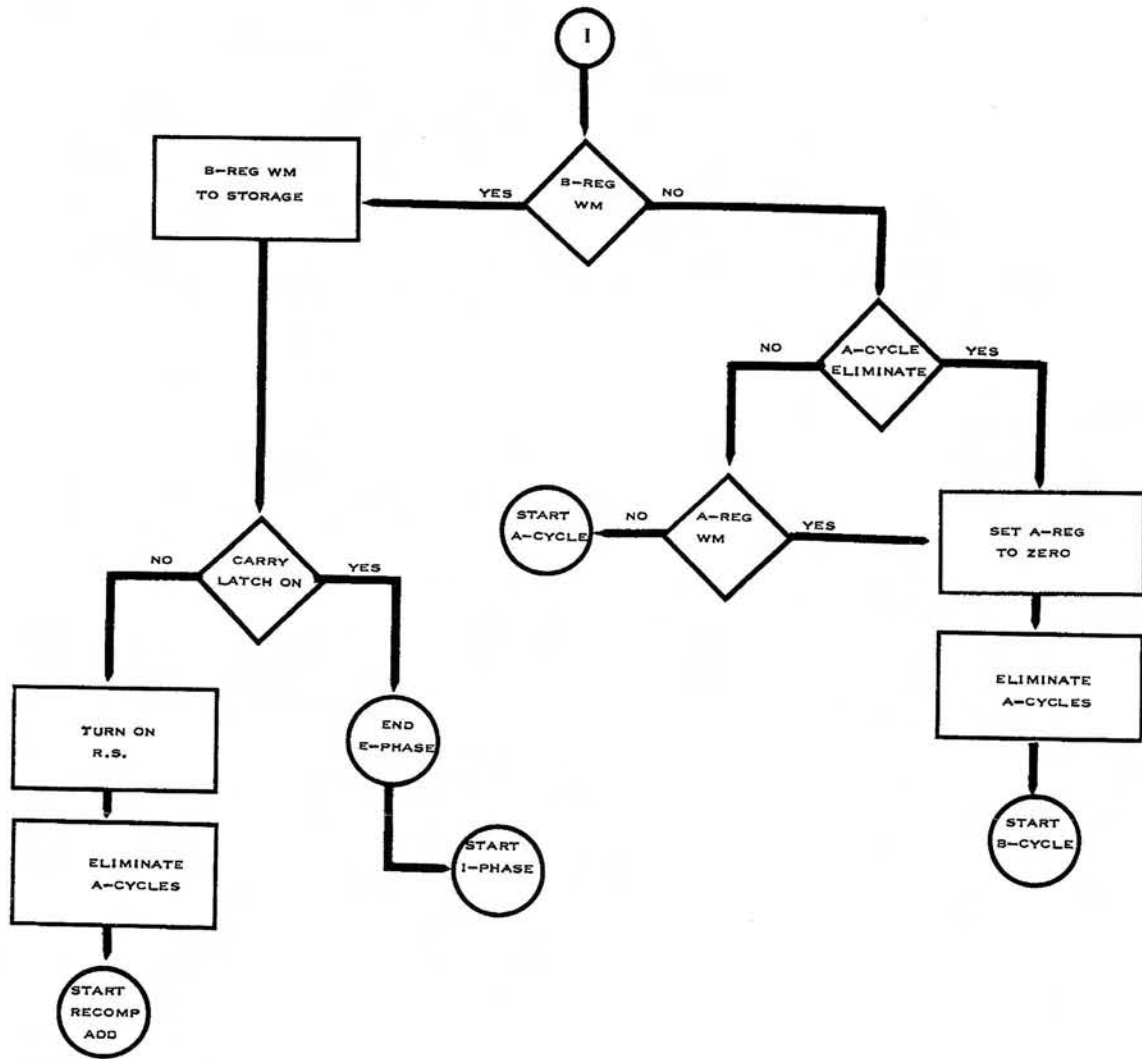 I
B-REG WM
TO STORAGE
YES
B-REG
WM
NO
NO
A-CYCLE
ELIMINATE
YES
START
A-CYCLE
NO
A-REG
WM
YES
SET A-REG
TO ZERO
NO
CARRY
LATCH ON
YES
ELIMINATE
A-CYCLES
TURN ON
R.S.
END
E-PHASE
START
B-CYCLE
ELIMINATE
A-CYCLES
START
I-PHASE
START
RECOMP
ADD